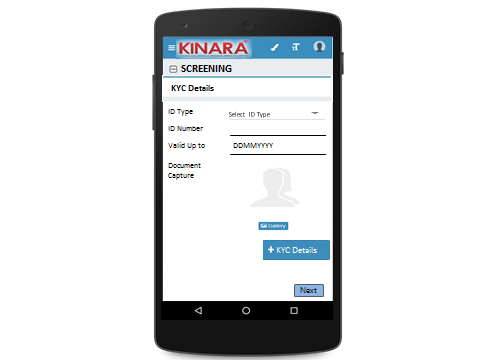 KINARA
SCREENING
KYC Details
ID Type
Select ID Type
ID Number
Valid Up to
DDMMYYYY
Document
Capture
Gallery
+ KYC Details
Next